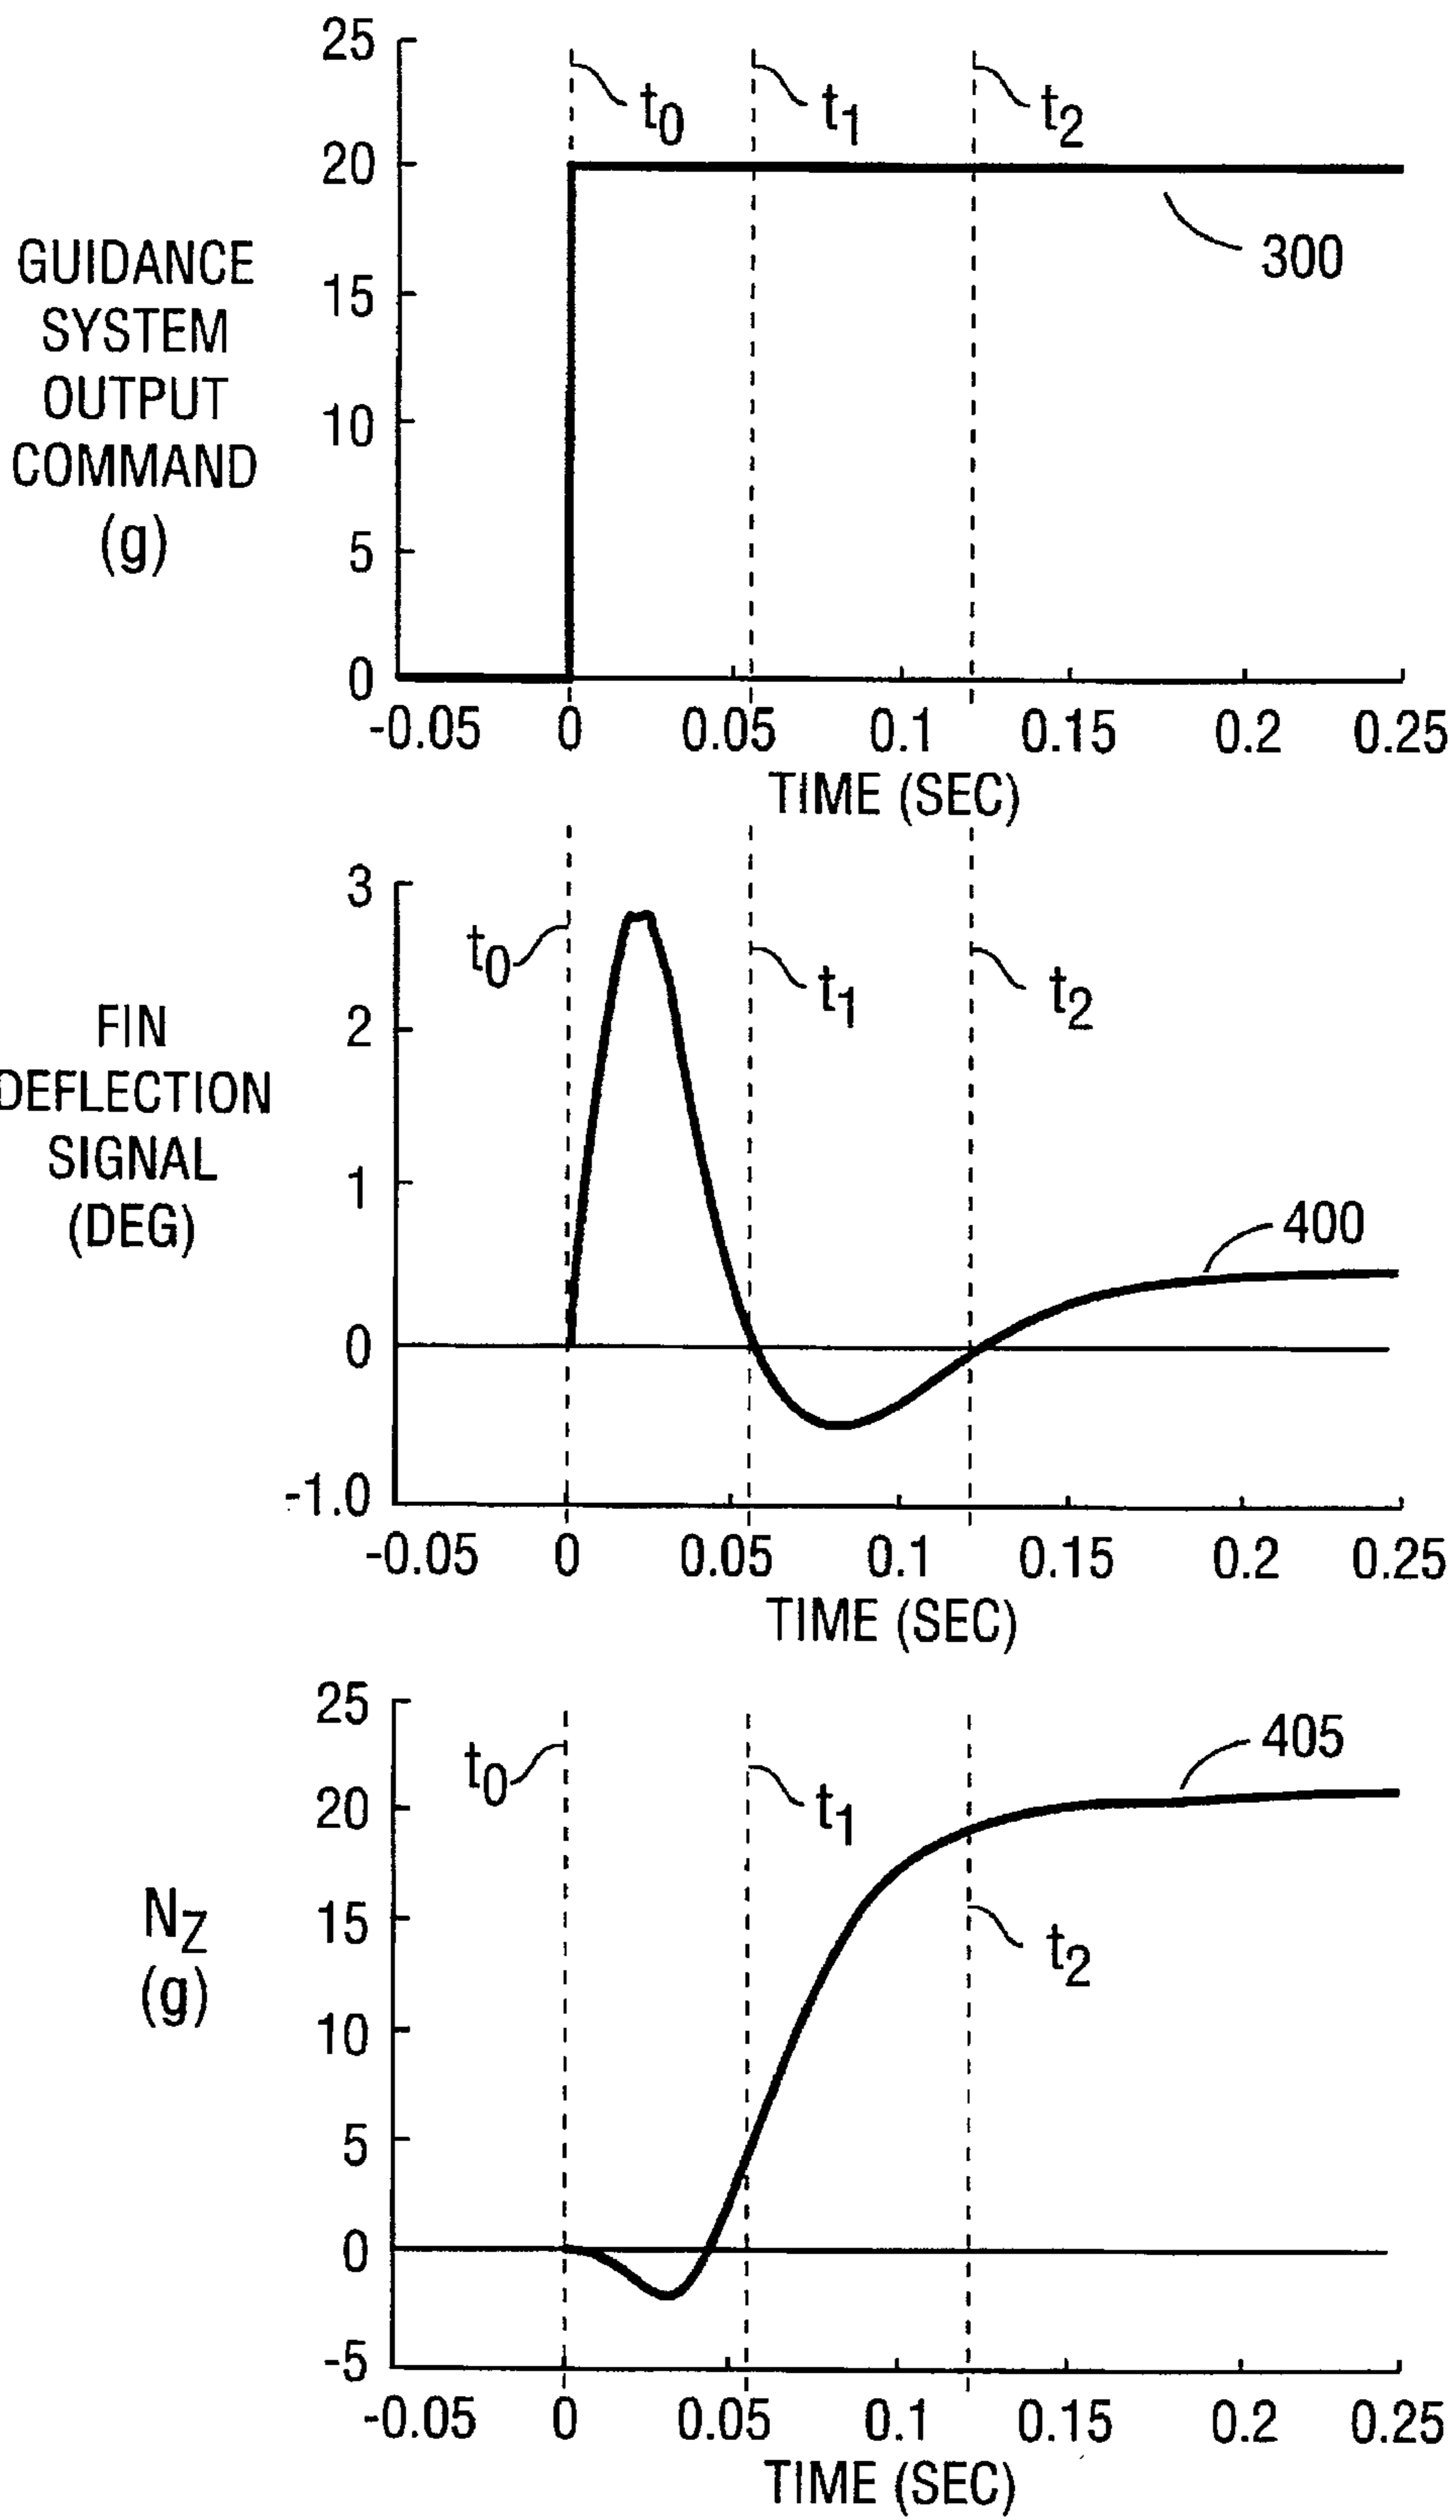 25
20
15
10
5
0
GUIDANCE
SYSTEM
OUTPUT
COMMAND
(g)
t0
t1
t2
300
-0.05 0 0.05 0.1 0.15 0.2 0.25
TIME (SEC)
3
2
1
0
-1.0
FIN
DEFLECTION
SIGNAL
(DEG)
t0
t1
t2
400
-0.05 0 0.05 0.1 0.15 0.2 0.25
TIME (SEC)
25
20
15
10
5
0
-5
NZ
(g)
t0
t1
t2
405
-0.05 0 0.05 0.1 0.15 0.2 0.25
TIME (SEC)